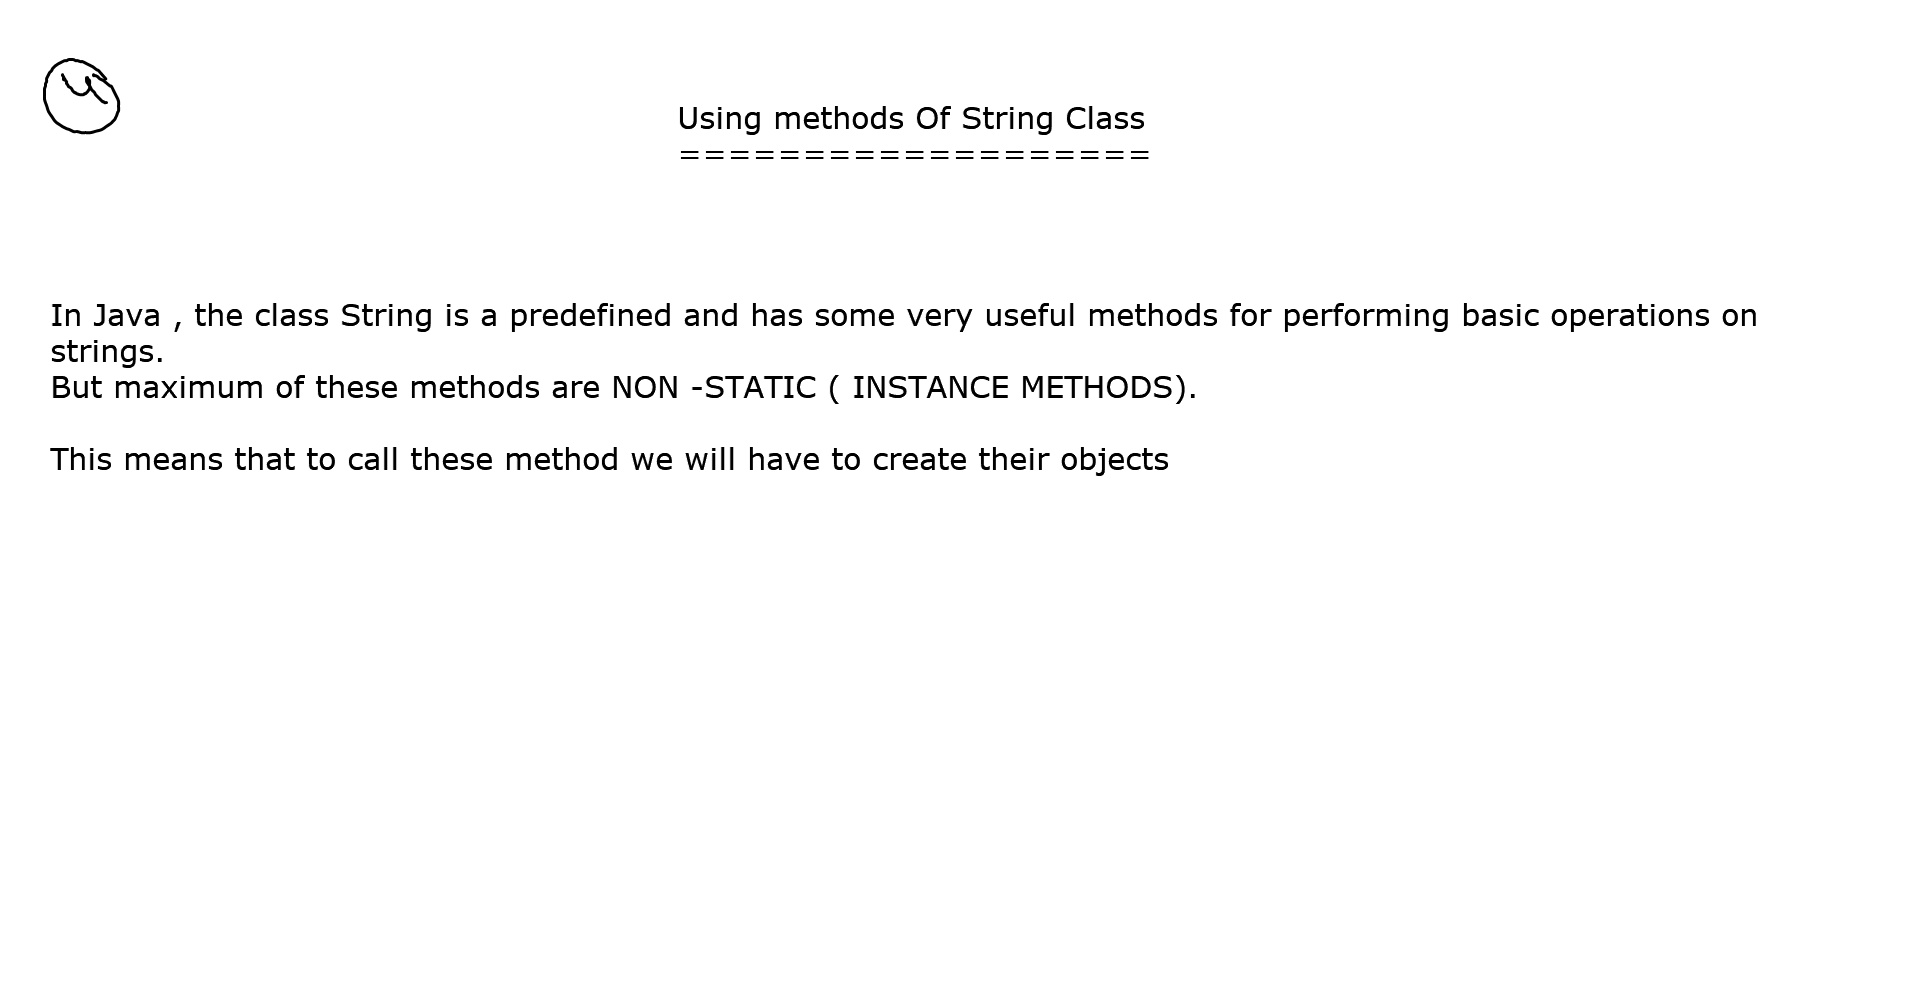 Using methods Of String Class
===================
In Java , the class String is a predefined and has some very useful methods for performing basic operations on
strings.
But maximum of these methods are NON -STATIC ( INSTANCE METHODS).
This means that to call these method we will have to create their objects